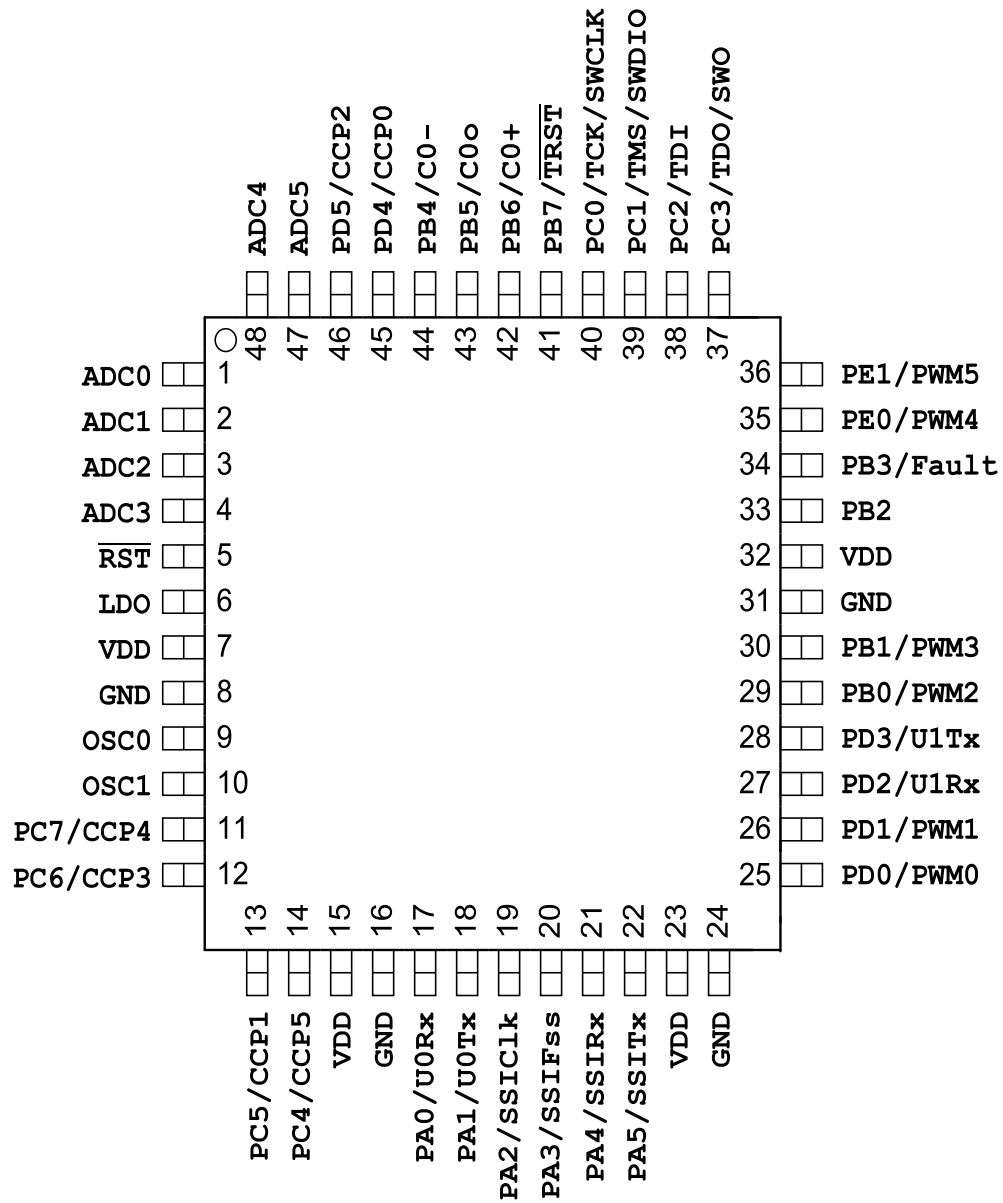 ADC4
ADC5
PD5/CCP2
PD4/CCP0
PB4/C0-
PB5/C0o
PB6/C0+
PB7/TRST
PC0/TCK/SWCLK
PC1/TMS/SWDIO
PC2/TDI
PC3/TDO/SWO
48
47
46
45
44
43
42
41
40
39
38
37
ADC0 1
ADC1 2
ADC2 3
ADC3 4
RST 5
LDO 6
VDD 7
GND 8
OSC0 9
OSC1 10
PC7/CCP4 11
PC6/CCP3 12
36 PE1/PWM5
35 PE0/PWM4
34 PB3/Fault
33 PB2
32 VDD
31 GND
30 PB1/PWM3
29 PB0/PWM2
28 PD3/U1Tx
27 PD2/U1Rx
26 PD1/PWM1
25 PD0/PWM0
13
14
15
16
17
18
19
20
21
22
23
24
PC5/CCP1
PC4/CCP5
VDD
GND
PA0/U0Rx
PA1/U0Tx
PA2/SSIClk
PA3/SSIFss
PA4/SSIRx
PA5/SSITx
VDD
GND